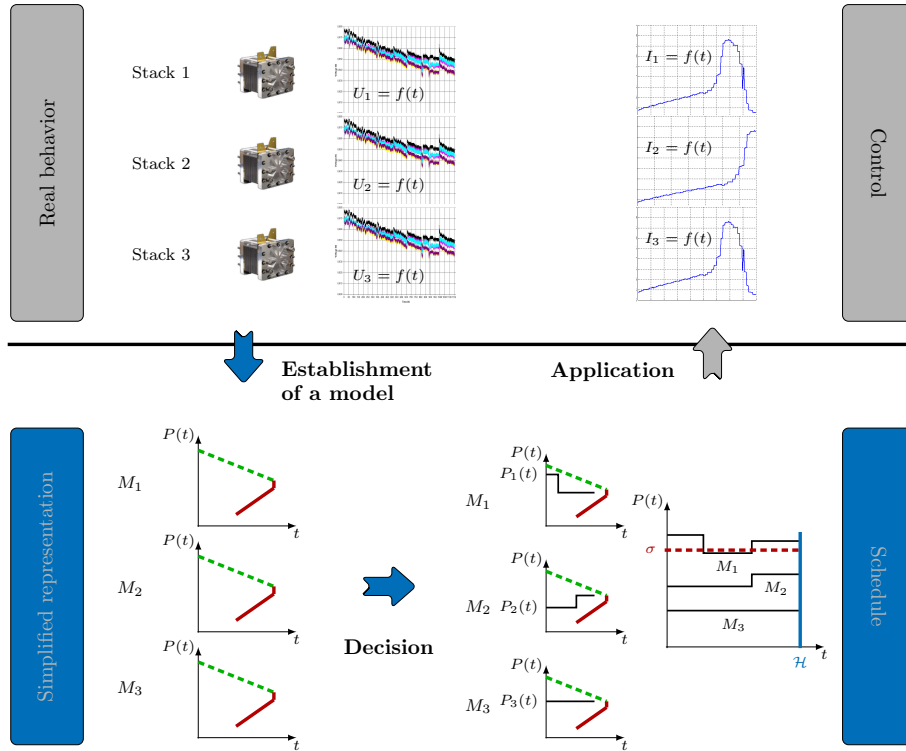 Real behavior
Stack 1
U₁ = f(t)
I₁ = f(t)
Control
Stack 2
U₂ = f(t)
I₂ = f(t)
Stack 3
U₃ = f(t)
I₃ = f(t)
Establishment
of a model
Application
Simplified representation
P(t)
M₁
t
P(t)
M₂
t
P(t)
M₃
t
Decision
P(t)
P₁(t)
M₁
t
P(t)
M₂
P₂(t)
t
P(t)
M₃
P₃(t)
t
P(t)
σ
M₁
M₂
M₃
t
ℋ
Schedule